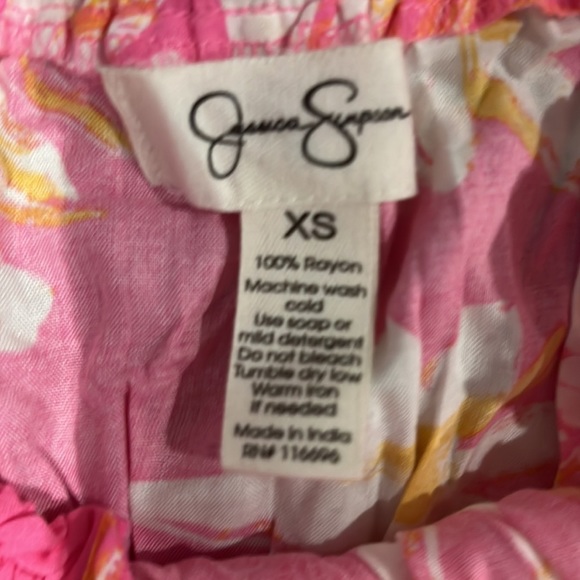 Jessica Simpson
XS
100% Rayon
Machine wash
cold
Use soap or
mild detergent
Do not bleach
Tumble dry low
Warm iron
if needed
Made in India
RN# 116696